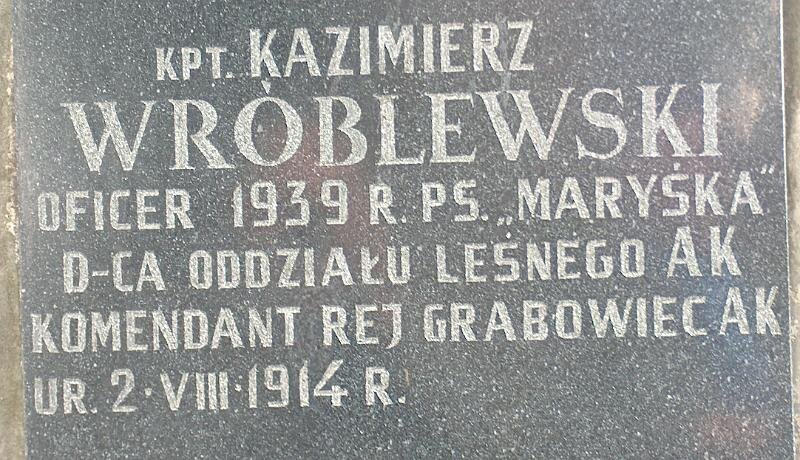 KPT. KAZIMIERZ
WRÓBLEWSKI
OFICER 1939 R. PS. „MARYŚKA”
D-CA ODDZIAŁU LEŚNEGO AK
KOMENDANT REJ GRABOWIEC AK
UR. 2·VIII·1914 R.